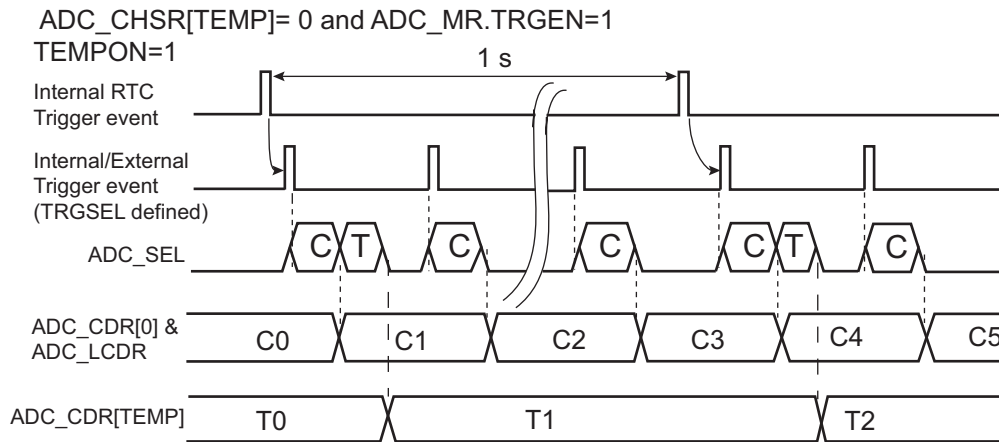 ADC_CHSR[TEMP]= 0 and ADC_MR.TRGEN=1
TEMPON=1
1 s
Internal RTC
Trigger event
Internal/External
Trigger event
(TRGSEL defined)
ADC_SEL
C T C C C T C
ADC_CDR[0] &
ADC_LCDR
C0 C1 C2 C3 C4 C5
ADC_CDR[TEMP]
T0 T1 T2